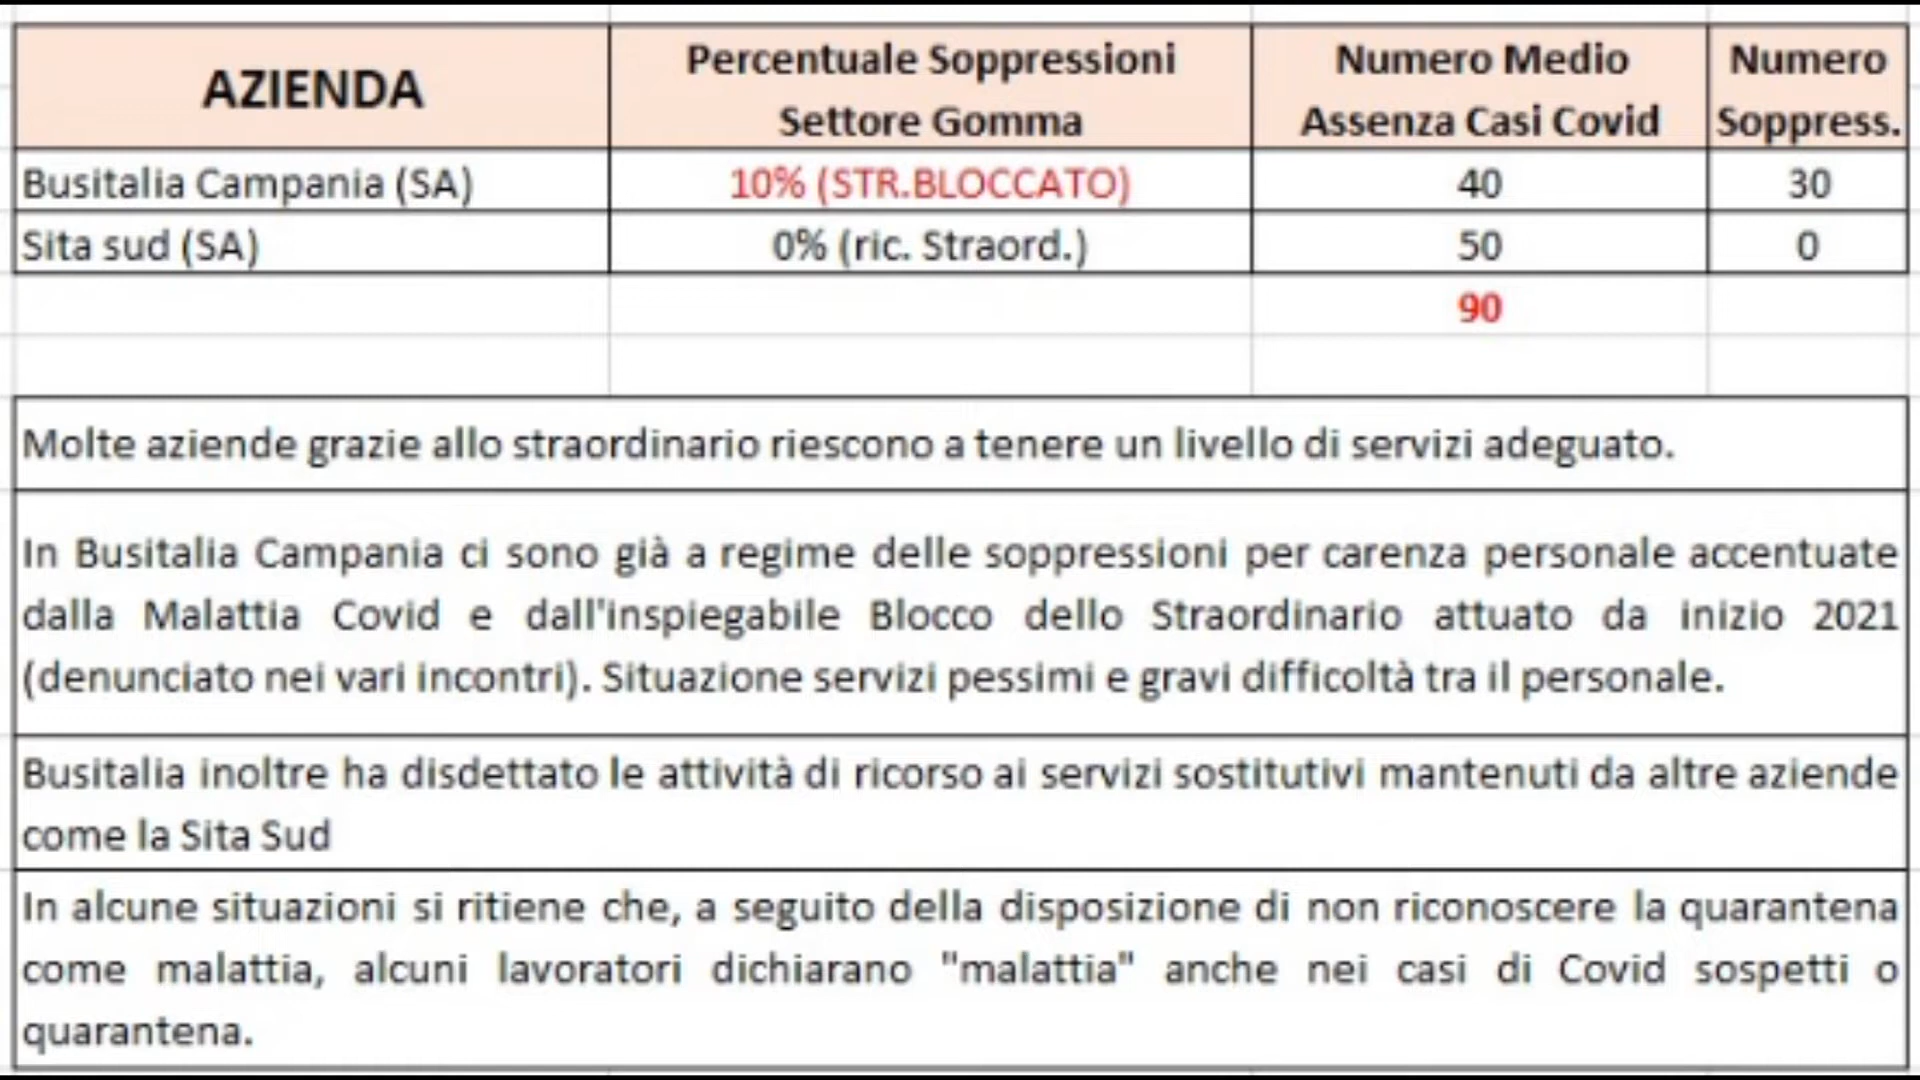 AZIENDA
Percentuale Soppressioni
Settore Gomma
Numero Medio
Assenza Casi Covid
Numero
Soppress.
Busitalia Campania (SA) 10% (STR.BLOCCATO) 40 30
Sita sud (SA) 0% (ric. Straord.) 50 0
90
Molte aziende grazie allo straordinario riescono a tenere un livello di servizi adeguato.
In Busitalia Campania ci sono già a regime delle soppressioni per carenza personale accentuate
dalla Malattia Covid e dall'inspiegabile Blocco dello Straordinario attuato da inizio 2021
(denunciato nei vari incontri). Situazione servizi pessimi e gravi difficoltà tra il personale.
Busitalia inoltre ha disdettato le attività di ricorso ai servizi sostitutivi mantenuti da altre aziende
come la Sita Sud
In alcune situazioni si ritiene che, a seguito della disposizione di non riconoscere la quarantena
come malattia, alcuni lavoratori dichiarano "malattia" anche nei casi di Covid sospetti o
quarantena.